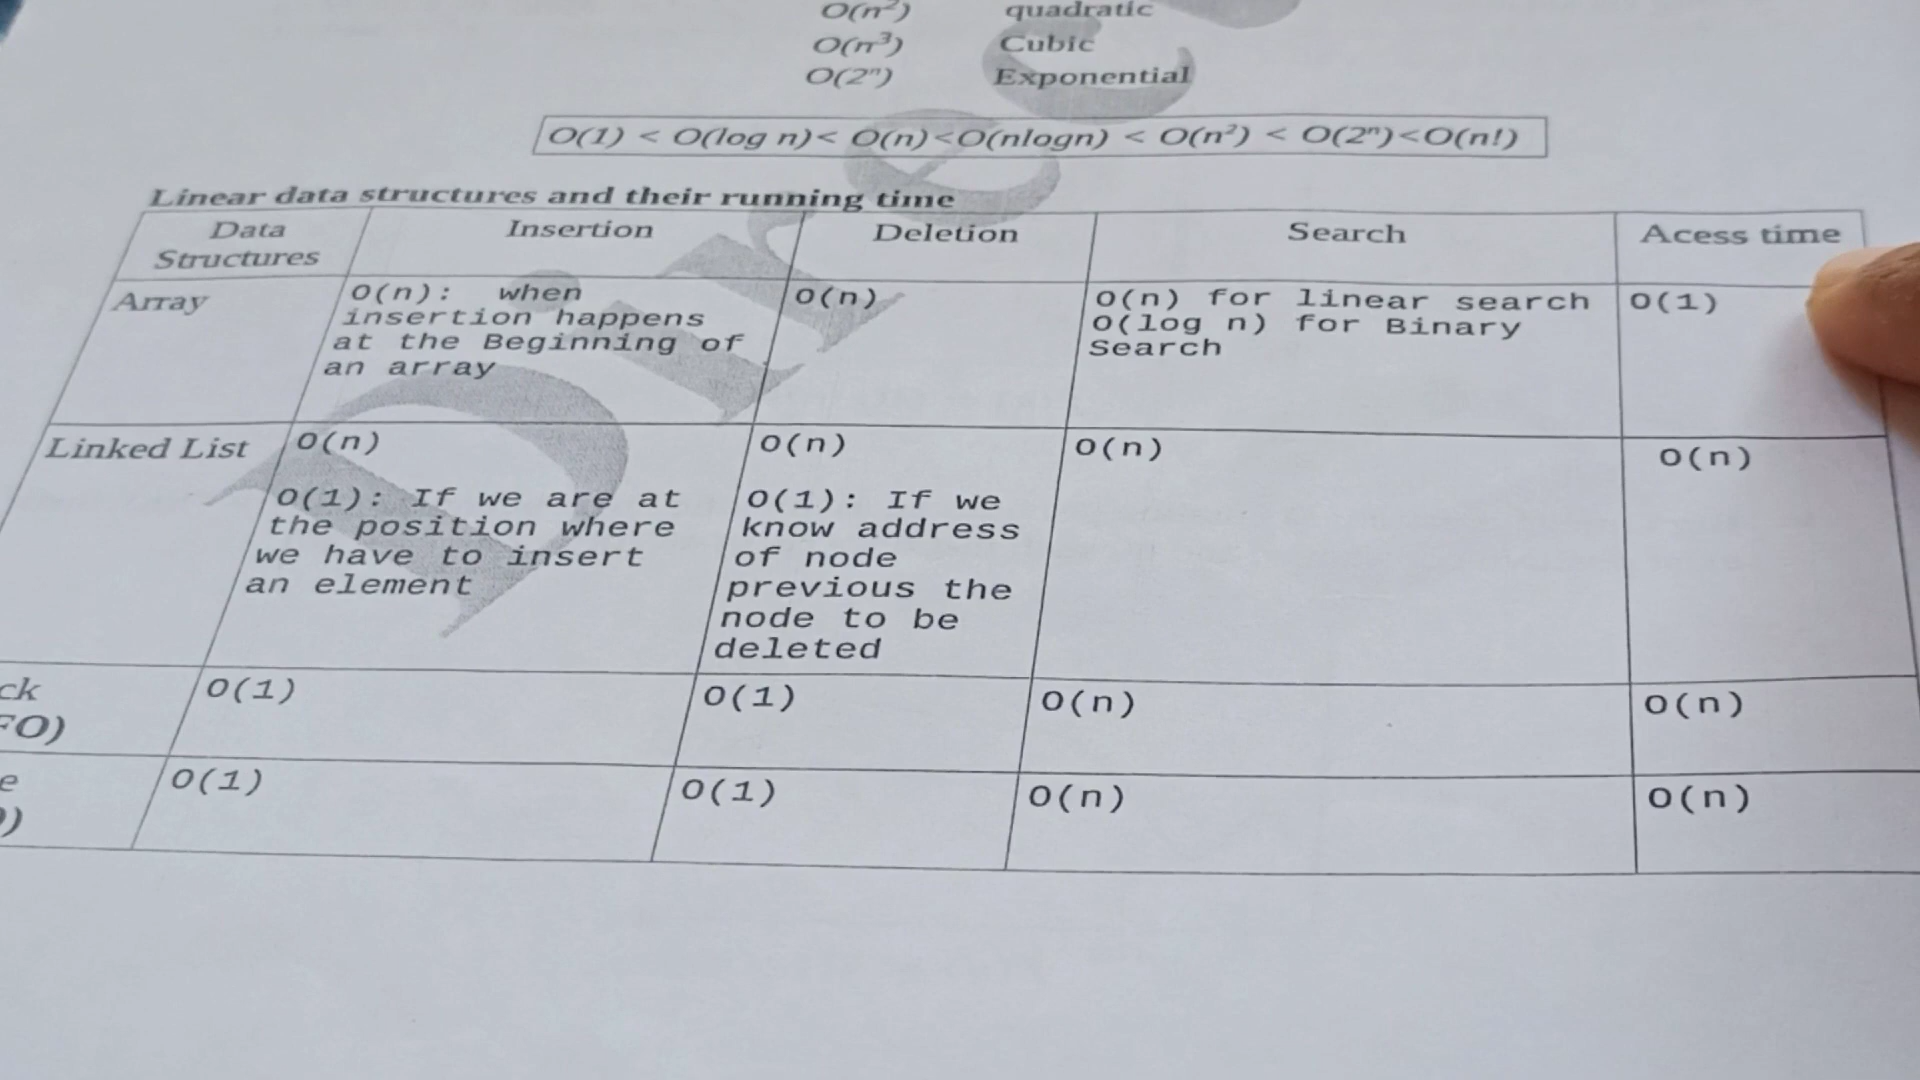 O(n²) quadratic
O(n³) Cubic
O(2ⁿ) Exponential
O(1) < O(log n)< O(n)<O(nlogn) < O(n²) < O(2ⁿ)<O(n!)
Linear data structures and their running time
Data Structures
Insertion
Deletion
Search
Acess time
Array
O(n): when
insertion happens
at the Beginning of
an array
O(n)
O(n) for linear search
O(log n) for Binary
Search
O(1)
Linked List
O(n)
O(1): If we are at
the position where
we have to insert
an element
O(n)
O(1): If we
know address
of node
previous the
node to be
deleted
O(n)
O(n)
ck
FO)
O(1)
O(1)
O(n)
O(n)
e
)
O(1)
O(1)
O(n)
O(n)